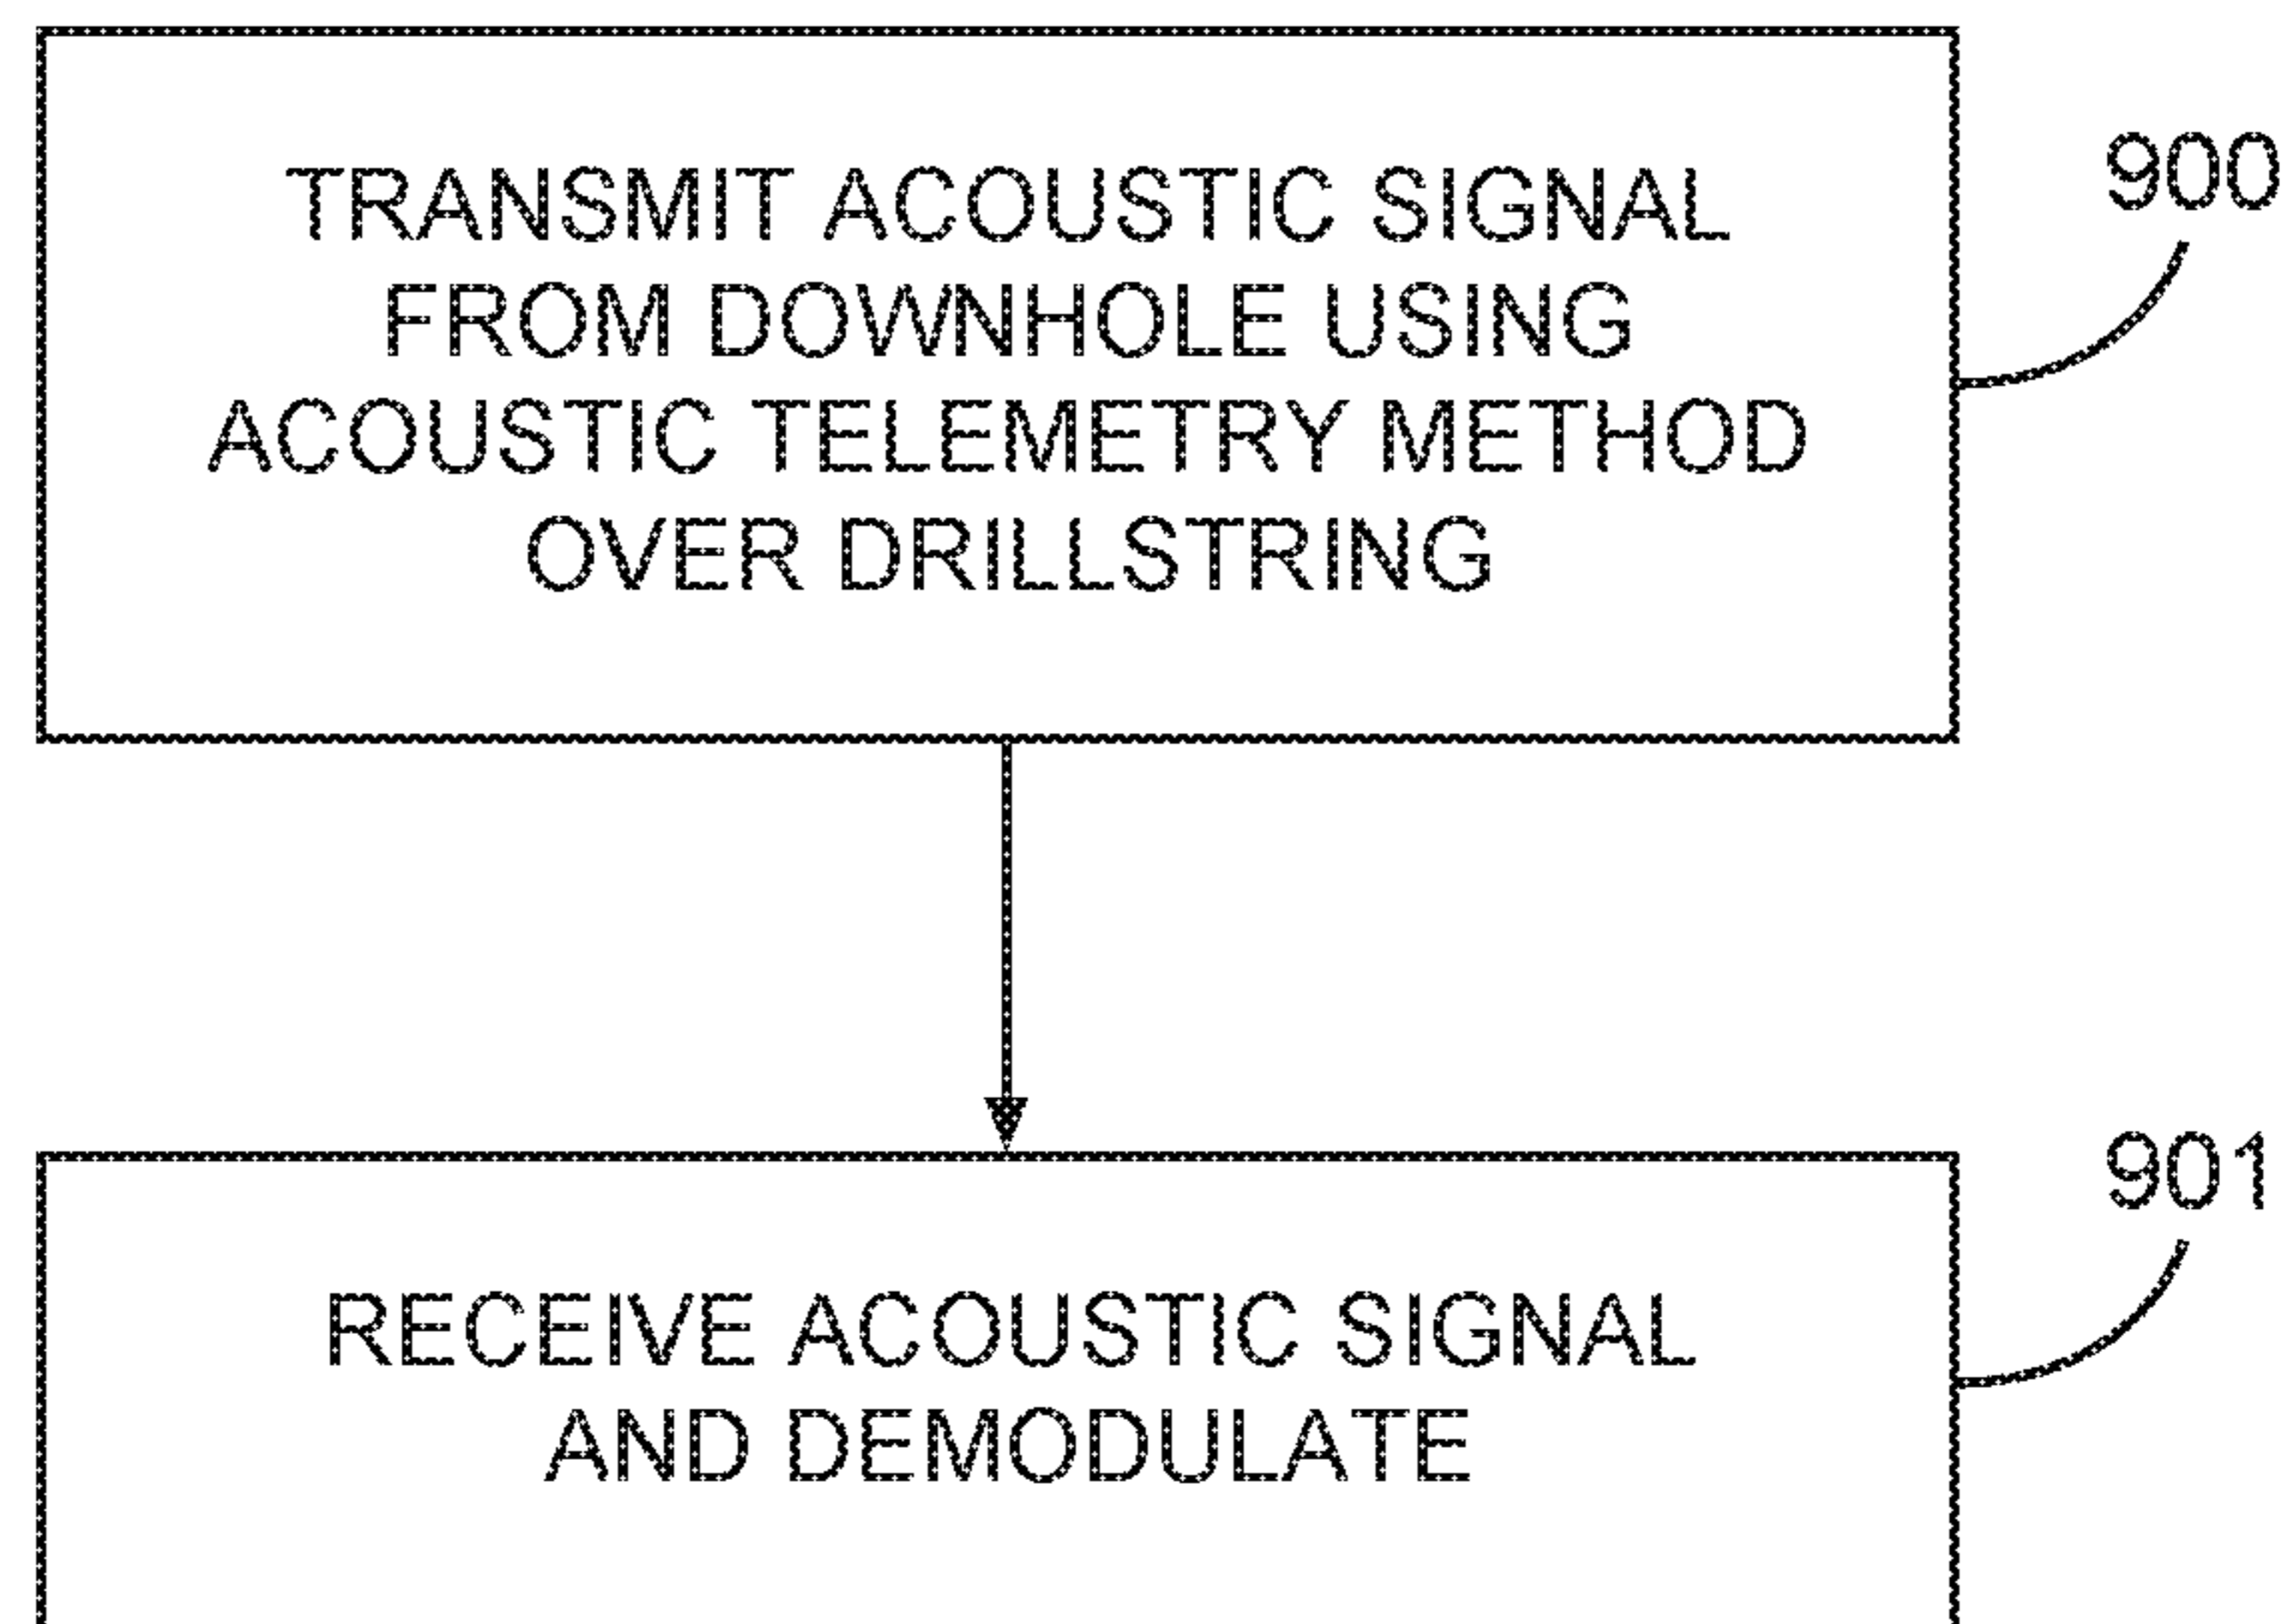 TRANSMIT ACOUSTIC SIGNAL
FROM DOWNHOLE USING
ACOUSTIC TELEMETRY METHOD
OVER DRILLSTRING
900
RECEIVE ACOUSTIC SIGNAL
AND DEMODULATE
901